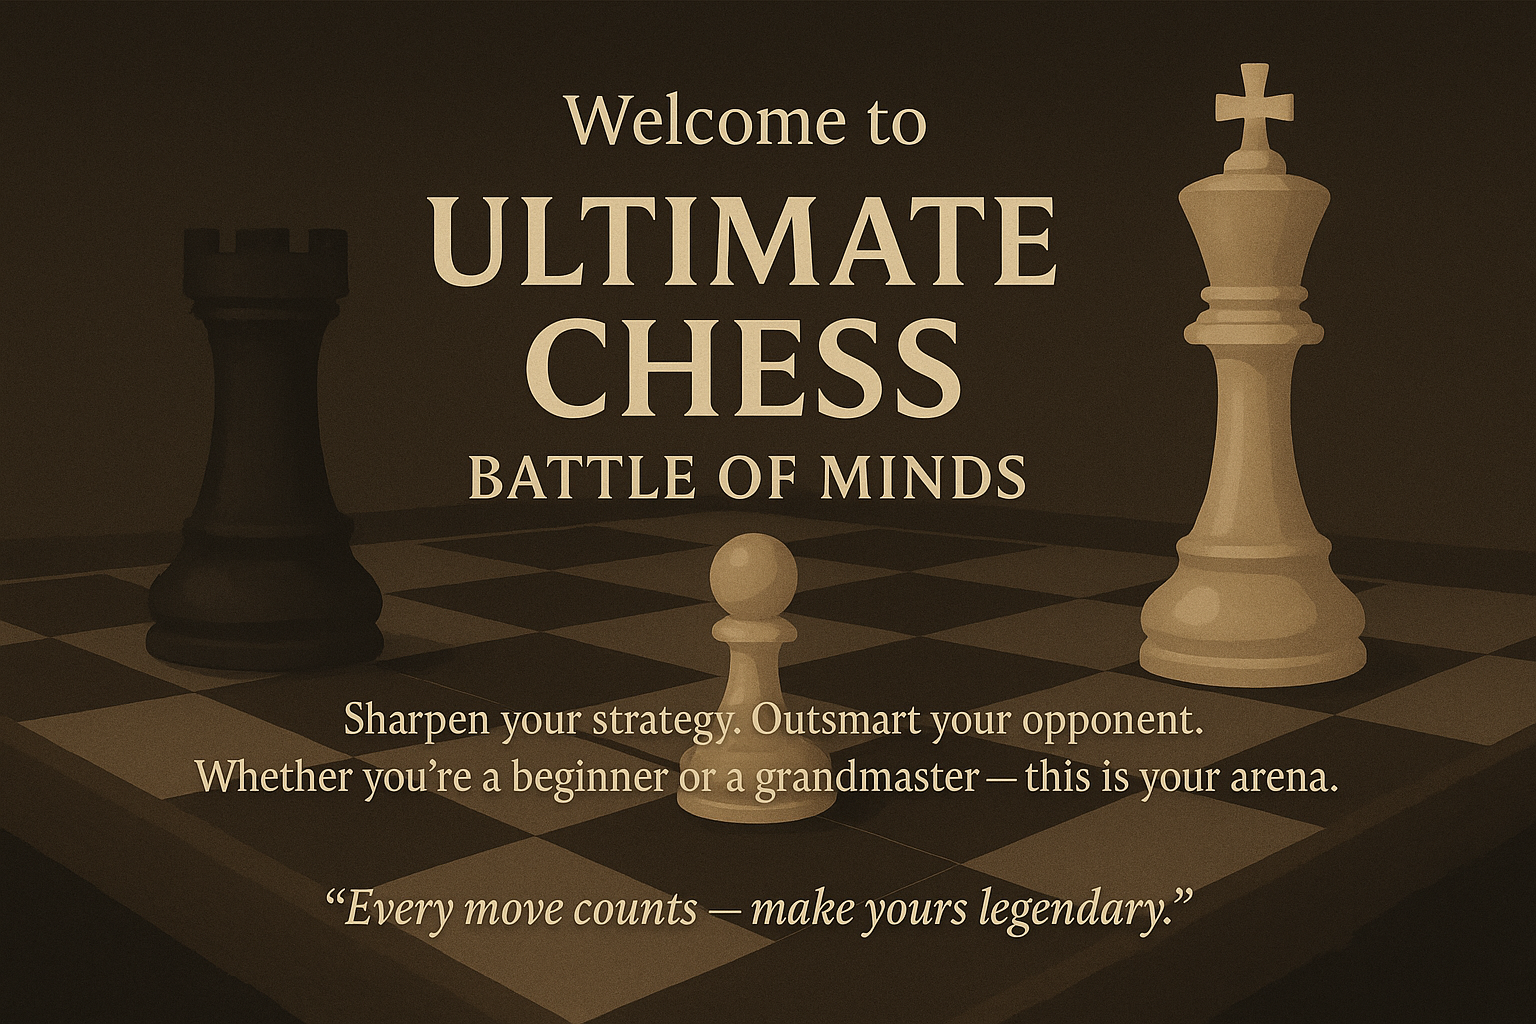 Welcome to
ULTIMATE
CHESS
BATTLE OF MINDS
Sharpen your strategy. Outsmart your opponent.
Whether you’re a beginner or a grandmaster — this is your arena.
“Every move counts — make yours legendary.”